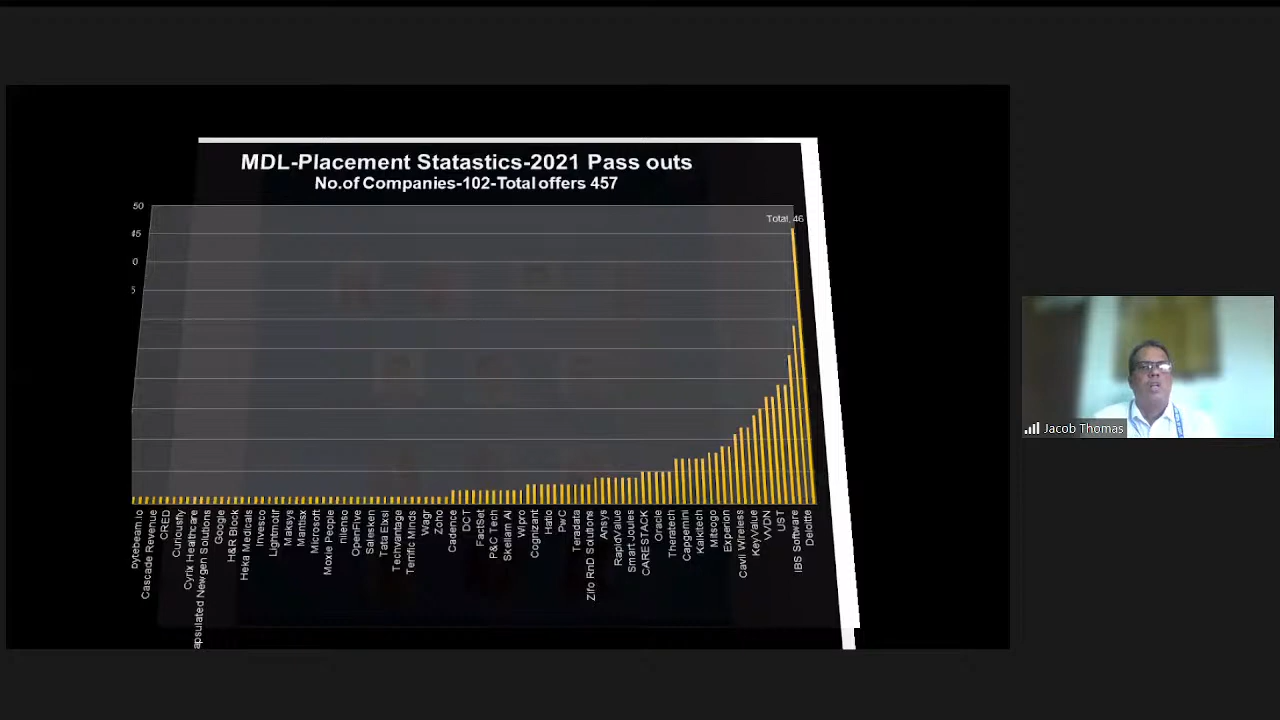 MDL-Placement Statastics-2021 Pass outs
No.of Companies-102-Total offers 457
50
Total, 46
45
0
5
bytebeam.io
Cascade Revenue
CRED
Curiousfly
Cyrix Healthcare
apsulated Newgen Solutions
Google
H&R Block
Heka Medicals
Invesco
Lightmotif
Maksys
Mantisx
Microsoft
Moxie People
nilenso
OpenFive
Salesken
Tata Elxsi
Techvantage
Terrific Minds
Wagr
Zoho
Cadence
DCT
FactSet
P&C Tech
Skellam AI
Wipro
Cognizant
Hatio
PwC
Teradata
Zifo RnD Solutions
Ansys
RapidValue
Smart Joules
CARESTACK
Oracle
Theratech
Capgemini
Kalkitech
Mitsogo
Experion
Cavli Wireless
KeyValue
VVDN
UST
IBS Software
Deloitte
Jacob Thomas